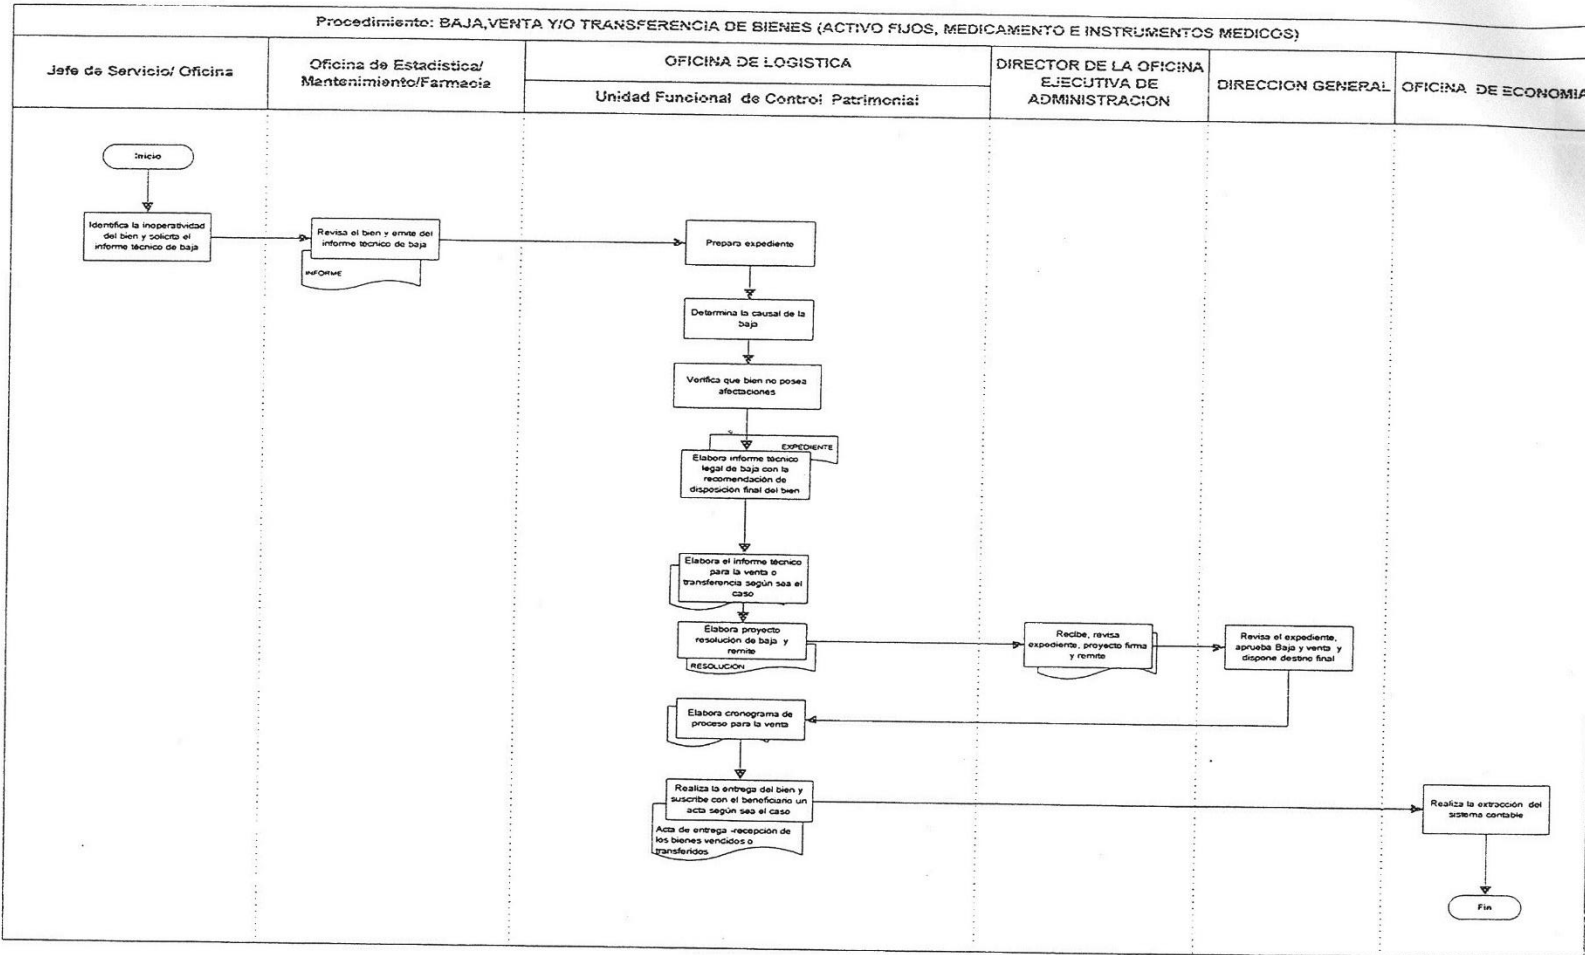 Procedimiento: BAJA,VENTA Y/O TRANSFERENCIA DE BIENES (ACTIVO FIJOS, MEDICAMENTO E INSTRUMENTOS MEDICOS)
Jefe de Servicio/ Oficina
Oficina de Estadistica/
Mantenimiento/Farmacia
OFICINA DE LOGISTICA
Unidad Funcional de Control Patrimonial
DIRECTOR DE LA OFICINA
EJECUTIVA DE
ADMINISTRACION
DIRECCION GENERAL
OFICINA DE ECONOMIA
Inicio
Identifica la inoperatividad
del bien y solicita el
informe técnico de baja
Revisa el bien y emite del
informe técnico de baja
INFORME
Prepara expediente
Determina la causal de la
baja
Verifica que bien no posea
afectaciones
EXPEDIENTE
Elabora informe técnico
legal de baja con la
recomendación de
disposición final del bien
Elabora el informe técnico
para la venta o
transferencia según sea el
caso
Elabora proyecto
resolución de baja y
remite
RESOLUCION
Recibe, revisa
expediente, proyecto firma
y remite
Revisa el expediente,
aprueba Baja y venta y
dispone destino final
Elabora cronograma de
proceso para la venta
Realiza la entrega del bien y
suscribe con el beneficiario un
acta según sea el caso
Acta de entrega -recepción de
los bienes vendidos o
transferidos
Realiza la extracción del
sistema contable
Fin